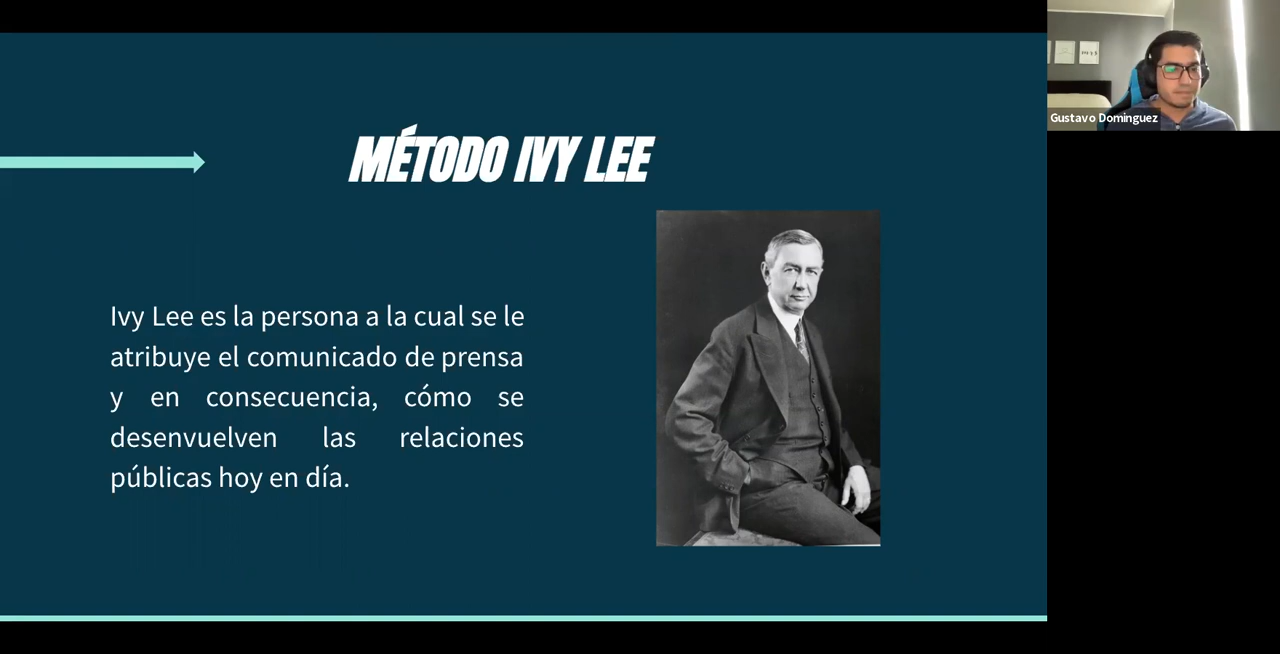 MÉTODO IVY LEE
Ivy Lee es la persona a la cual se le
atribuye el comunicado de prensa
y en consecuencia, cómo se
desenvuelven las relaciones
públicas hoy en día.
Gustavo Dominguez